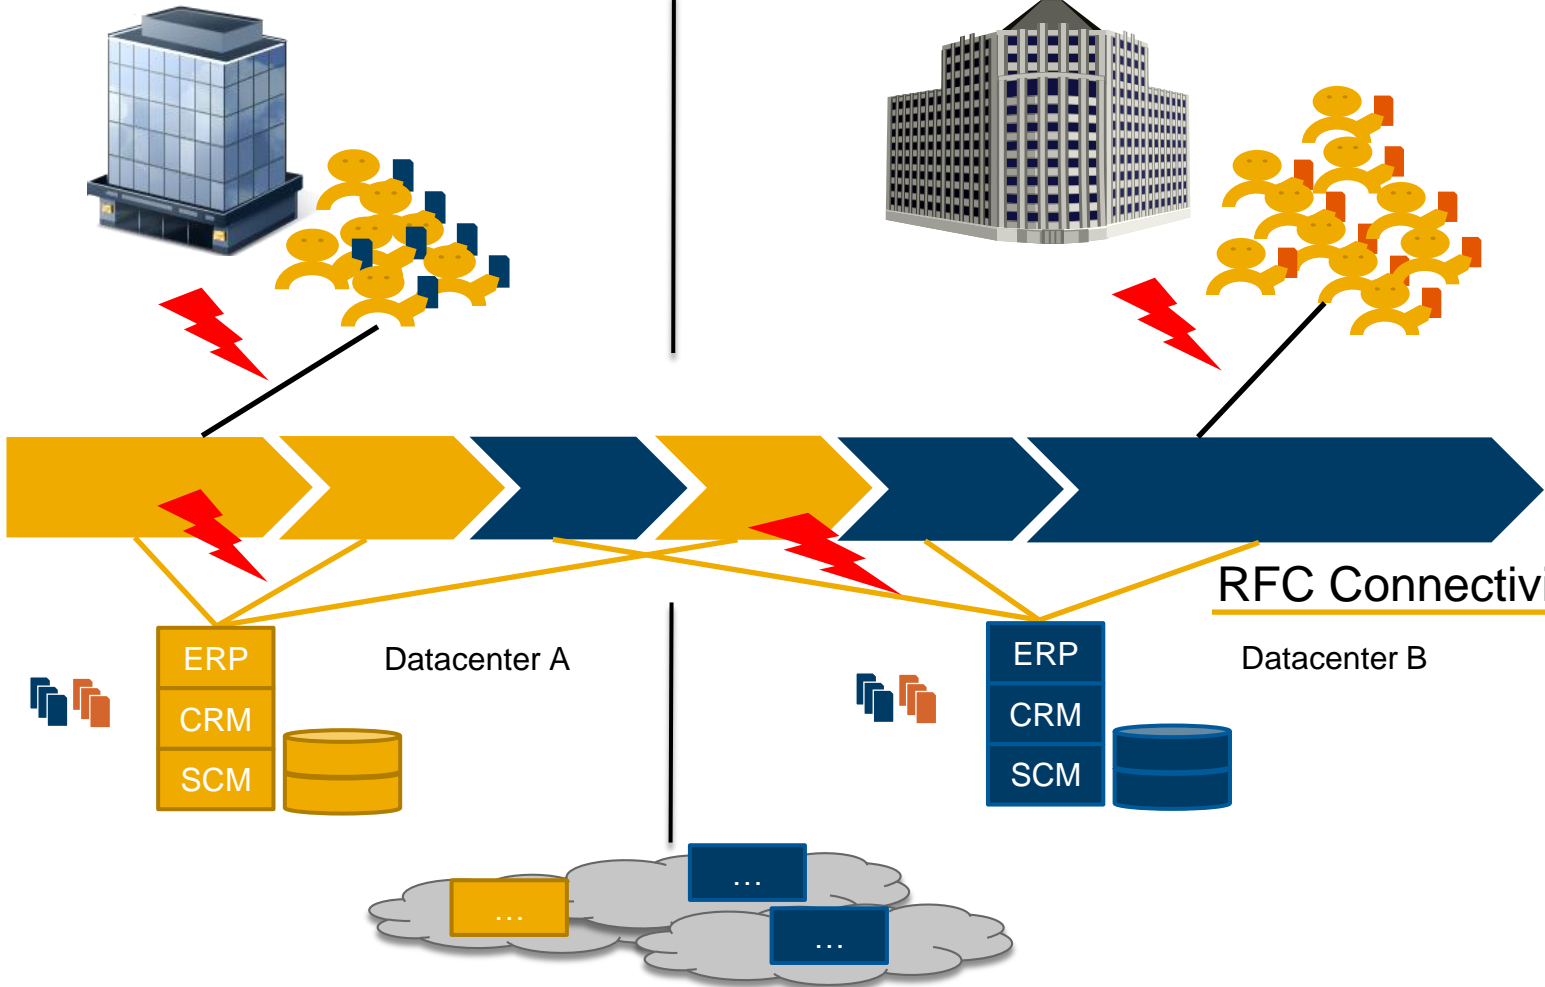 RFC Connectivi
ERP
Datacenter A
CRM
SCM
ERP
Datacenter B
CRM
SCM
...
...
...